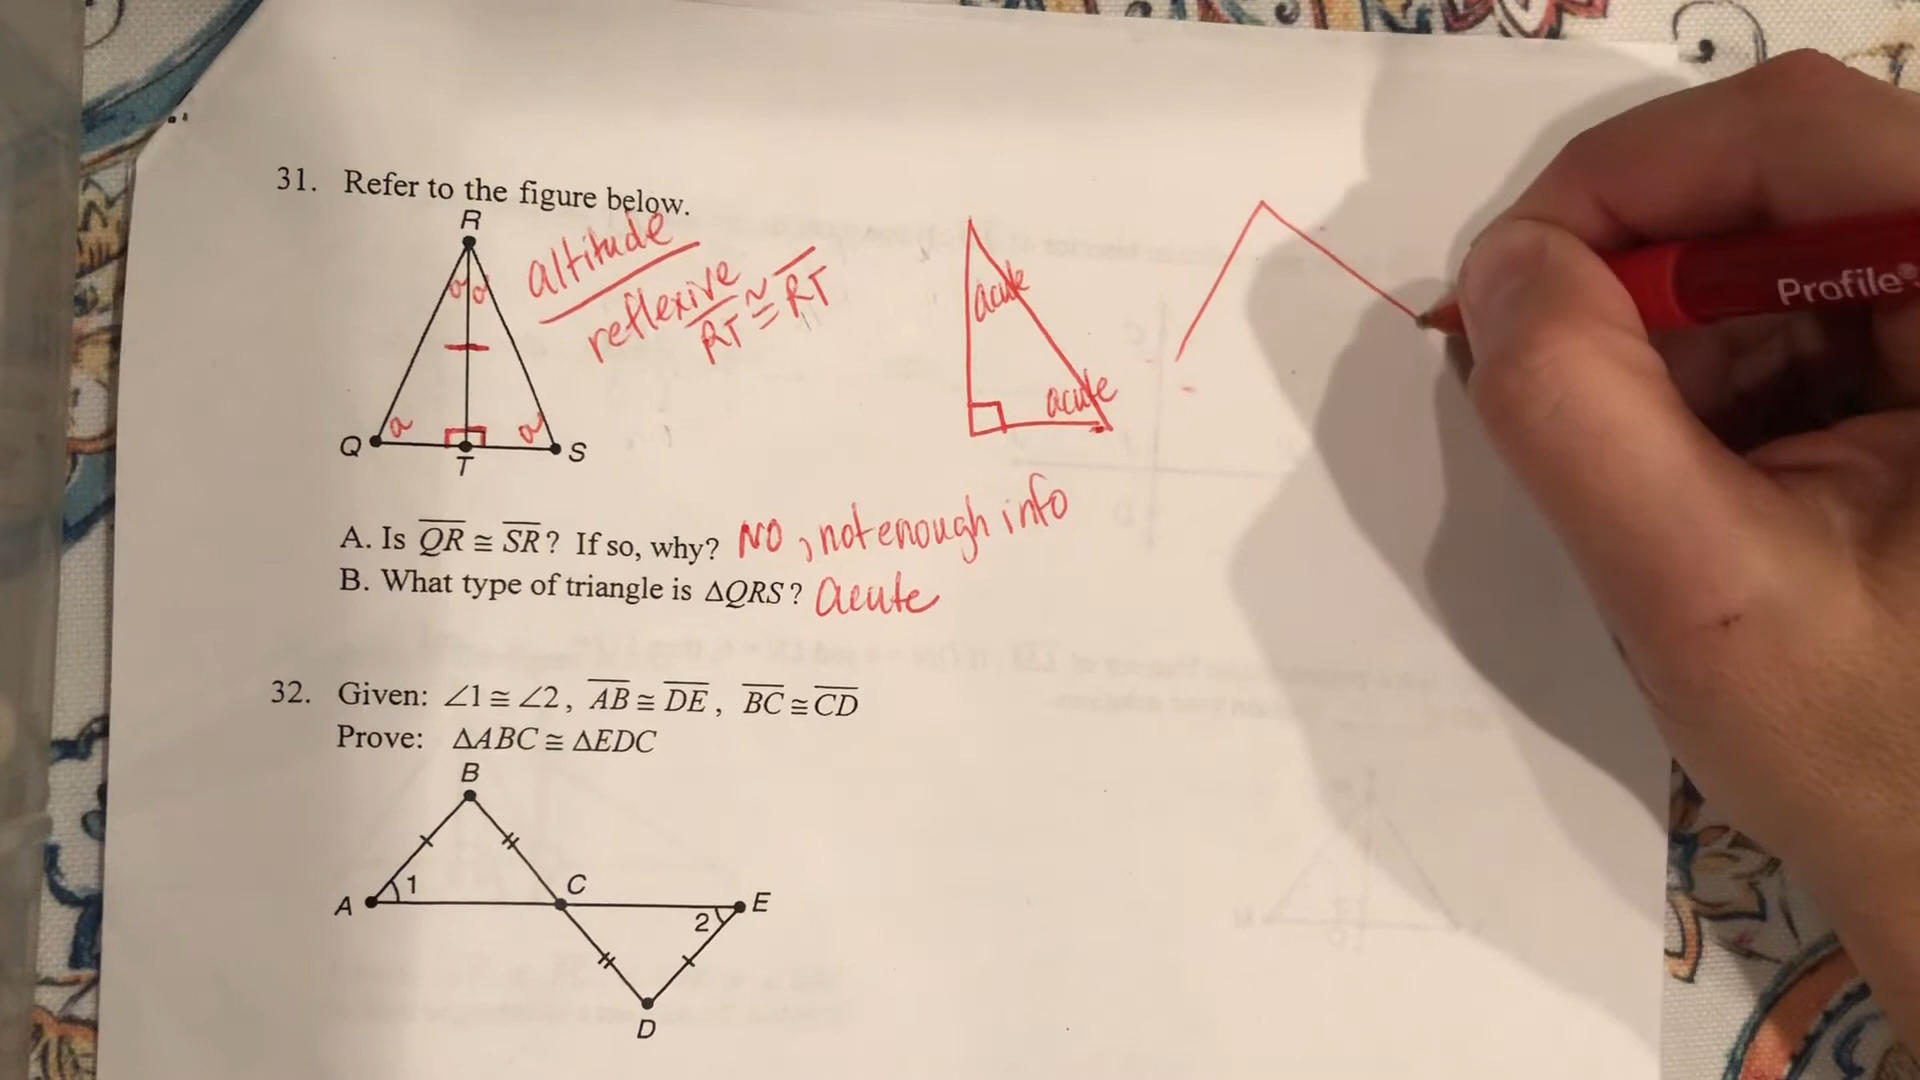 31. Refer to the figure below.
R
altitude
reflexive
RT ≅ RT
a a
a a
Q T S
acute
acute
Profile®
A. Is QR ≅ SR? If so, why? NO, not enough info
B. What type of triangle is ΔQRS? acute
32. Given: ∠1 ≅ ∠2, AB ≅ DE, BC ≅ CD
Prove: ΔABC ≅ ΔEDC
B
A 1 C
2 E
D